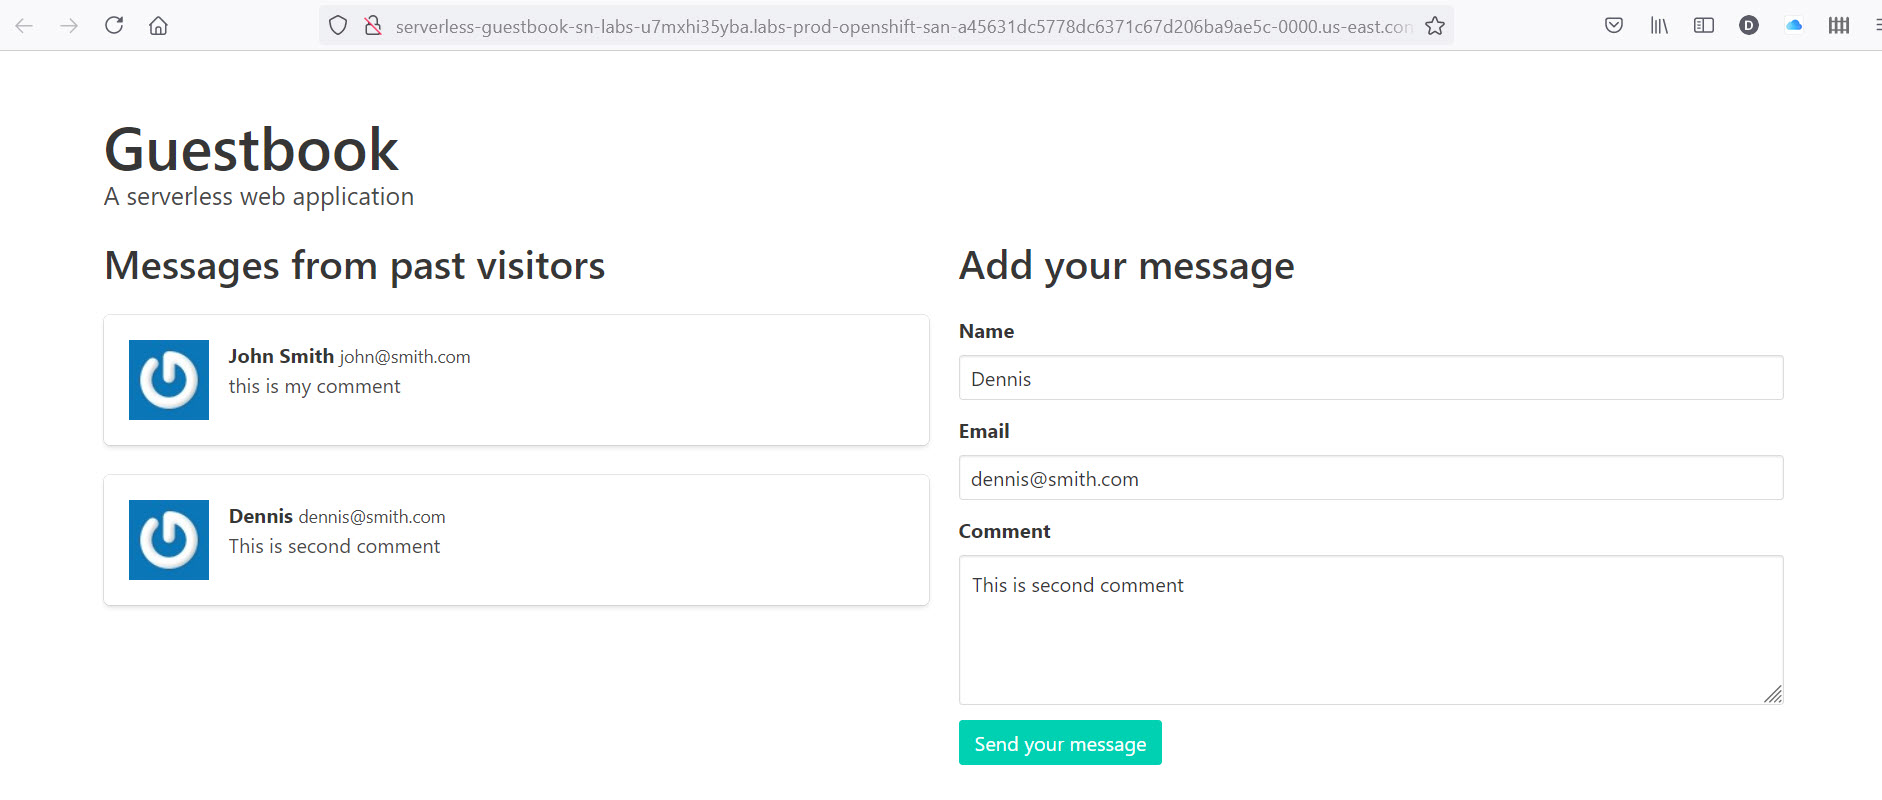 serverless-guestbook-sn-labs-u7mxhi35yba.labs-prod-openshift-san-a45631dc5778dc6371c67d206ba9ae5c-0000.us-east.con
D
Guestbook
A serverless web application
Messages from past visitors
John Smith john@smith.com
this is my comment
Dennis dennis@smith.com
This is second comment
Add your message
Name
Dennis
Email
dennis@smith.com
Comment
This is second comment
Send your message